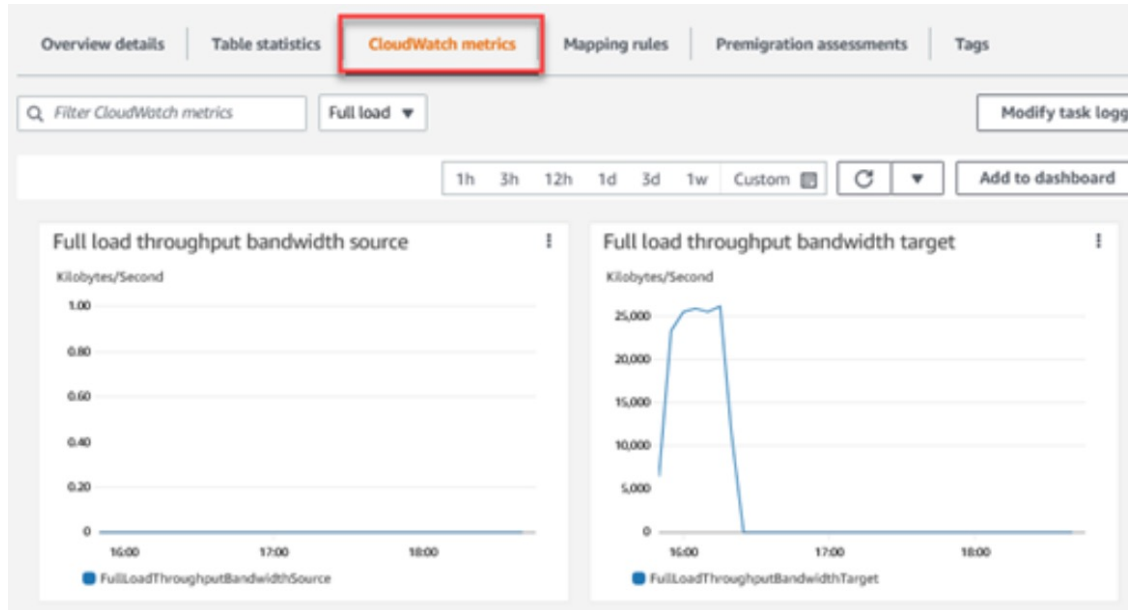 Overview details Table statistics CloudWatch metrics Mapping rules Premigration assessments Tags
Filter CloudWatch metrics Full load Modify task logg
1h 3h 12h 1d 3d 1w Custom Add to dashboard
Full load throughput bandwidth source
Kilobytes/Second
1.00
0.80
0.60
0.40
0.20
0
16:00 17:00 18:00
FullLoadThroughputBandwidthSource
Full load throughput bandwidth target
Kilobytes/Second
25,000
20,000
15,000
10,000
5,000
0
16:00 17:00 18:00
FullLoadThroughputBandwidthTarget